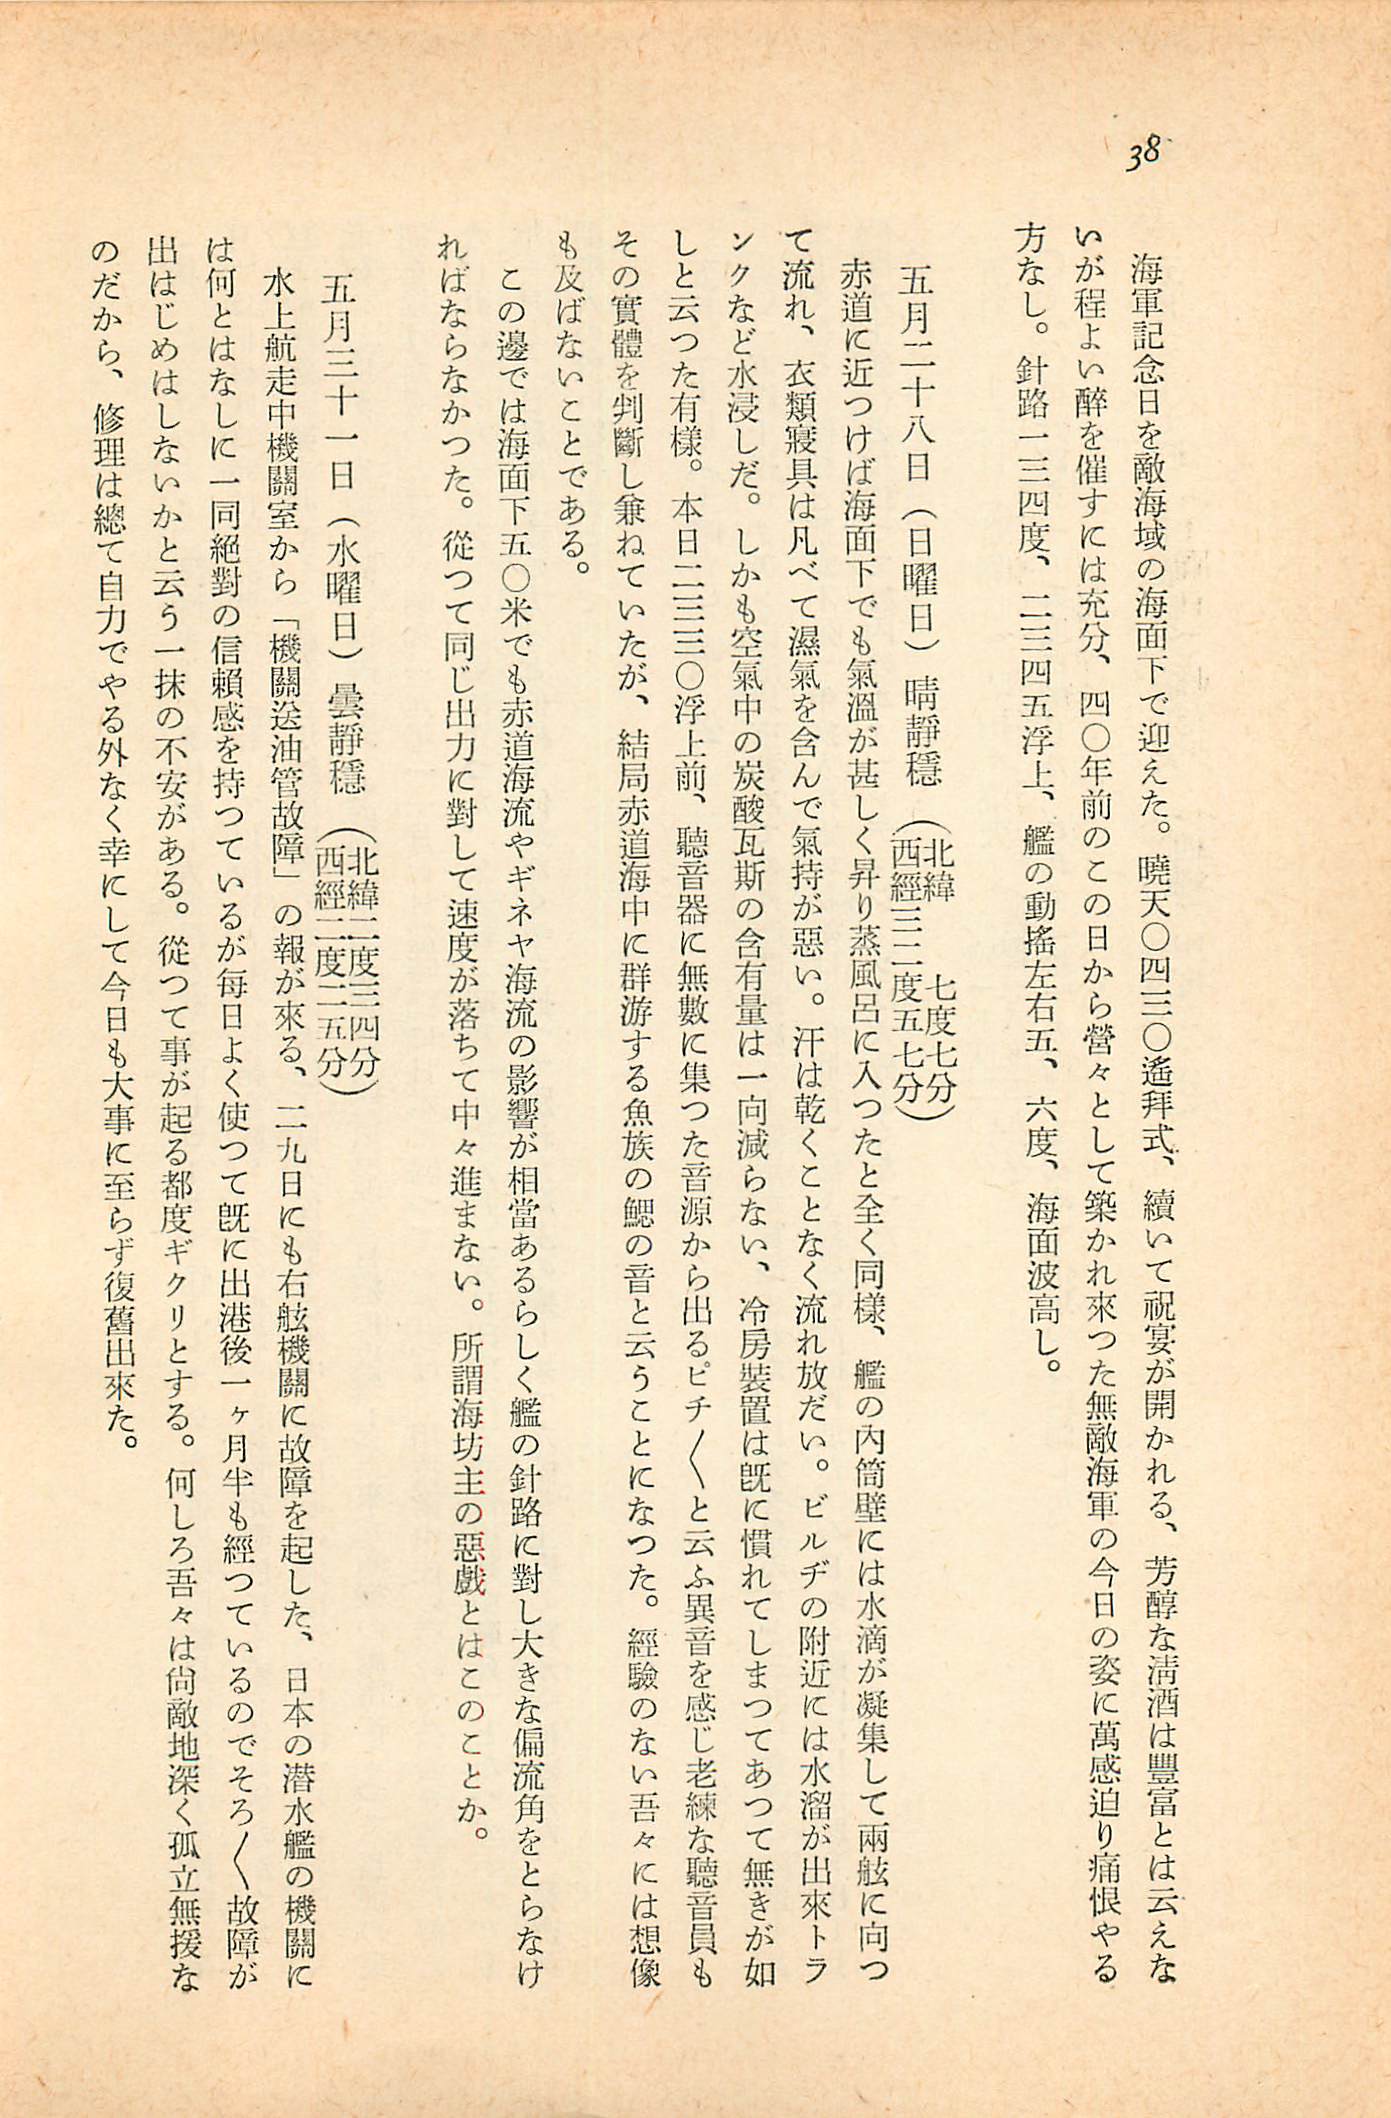 38
海軍記念日を敵海域の海面下で迎えた。曉天〇四三〇遙拜式、續いて祝宴が開かれる、芳醇な淸酒は豐富とは云えな
いが程よい醉を催すには充分、四〇年前のこの日から營々として築かれ來つた無敵海軍の今日の姿に萬感迫り痛恨やる
方なし。針路一三四度、二三四五浮上、艦の動搖左右五、六度、海面波高し。
五月二十八日（日曜日）晴靜穩（北緯　七度七分
西經三二度五七分）
赤道に近つけば海面下でも氣溫が甚しく昇り蒸風呂に入つたと全く同樣、艦の內筒壁には水滴が凝集して兩舷に向つ
て流れ、衣類寢具は凡べて濕氣を含んで氣持が惡い。汗は乾くことなく流れ放だい。ビルヂの附近には水溜が出來トラ
ンクなど水浸しだ。しかも空氣中の炭酸瓦斯の含有量は一向減らない、冷房裝置は旣に慣れてしまつてあつて無きが如
しと云つた有樣。本日二三三〇浮上前、聽音器に無數に集つた音源から出るピチ〳〵と云ふ異音を感じ老練な聽音員も
その實體を判斷し兼ねていたが、結局赤道海中に群游する魚族の鰓の音と云うことになつた。經驗のない吾々には想像
も及ばないことである。
この邊では海面下五〇米でも赤道海流やギネヤ海流の影響が相當あるらしく艦の針路に對し大きな偏流角をとらなけ
ればならなかつた。從つて同じ出力に對して速度が落ちて中々進まない。所謂海坊主の惡戲とはこのことか。
五月三十一日（水曜日）曇靜穩（北緯二度三四分
西經二度二五分）
水上航走中機關室から「機關送油管故障」の報が來る、二九日にも右舷機關に故障を起した、日本の潜水艦の機關に
は何とはなしに一同絕對の信賴感を持つているが每日よく使つて旣に出港後一ヶ月半も經つているのでそろ〳〵故障が
出はじめはしないかと云う一抹の不安がある。從つて事が起る都度ギクリとする。何しろ吾々は尙敵地深く孤立無援な
のだから、修理は總て自力でやる外なく幸にして今日も大事に至らず復舊出來た。